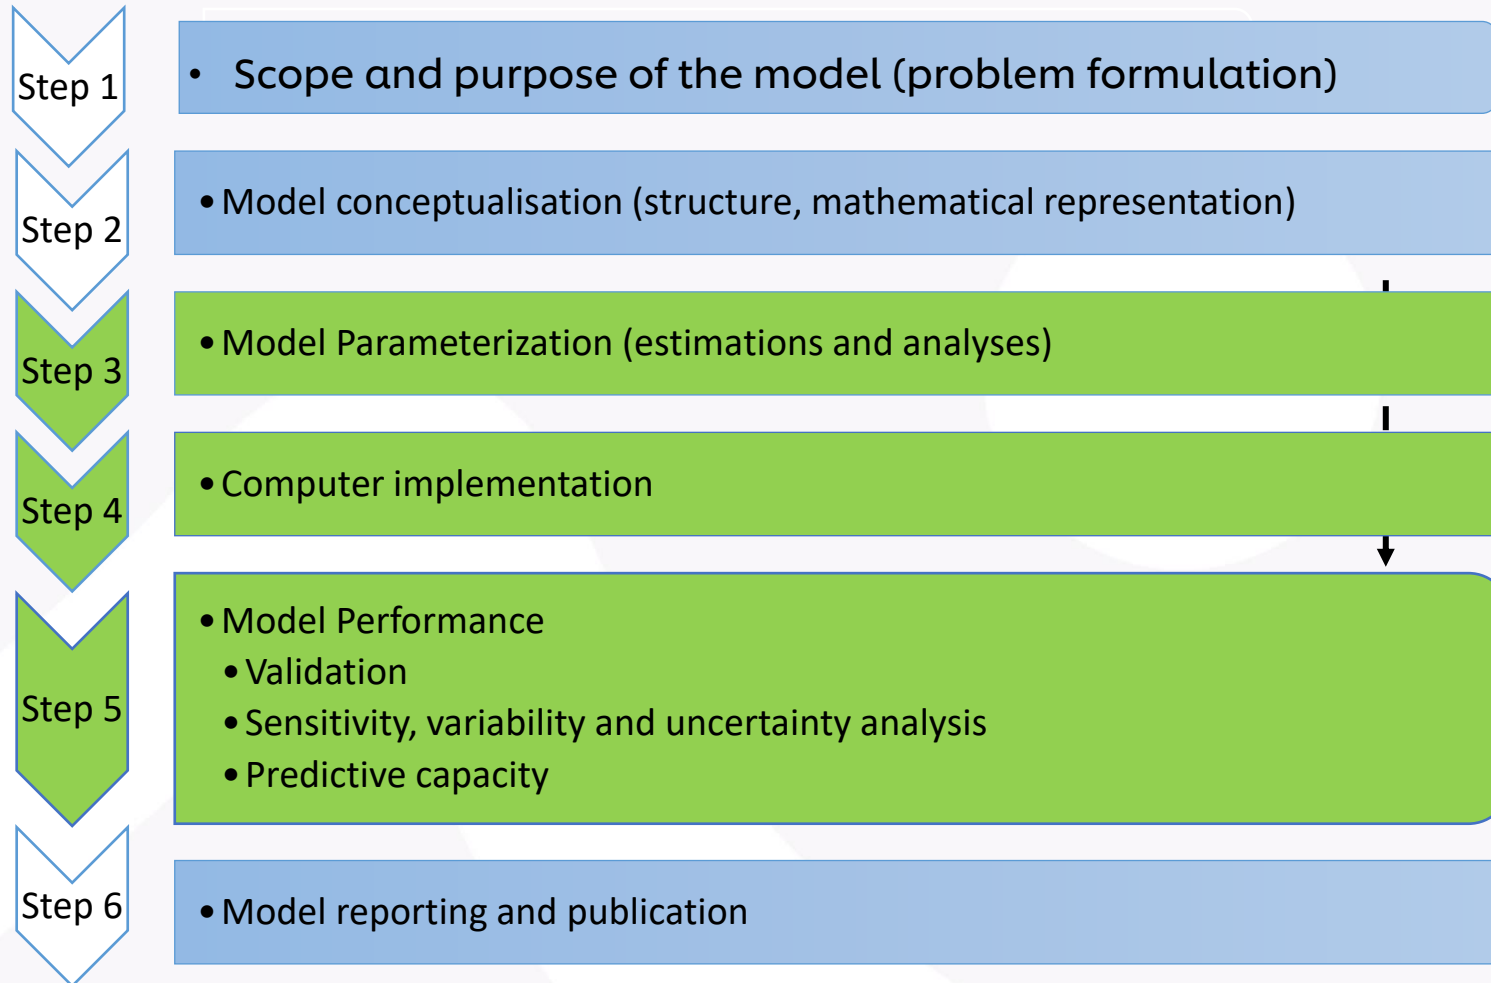 Step 1
• Scope and purpose of the model (problem formulation)
Step 2
• Model conceptualisation (structure, mathematical representation)
Step 3
• Model Parameterization (estimations and analyses)
Step 4
• Computer implementation
Step 5
• Model Performance
• Validation
• Sensitivity, variability and uncertainty analysis
• Predictive capacity
Step 6
• Model reporting and publication